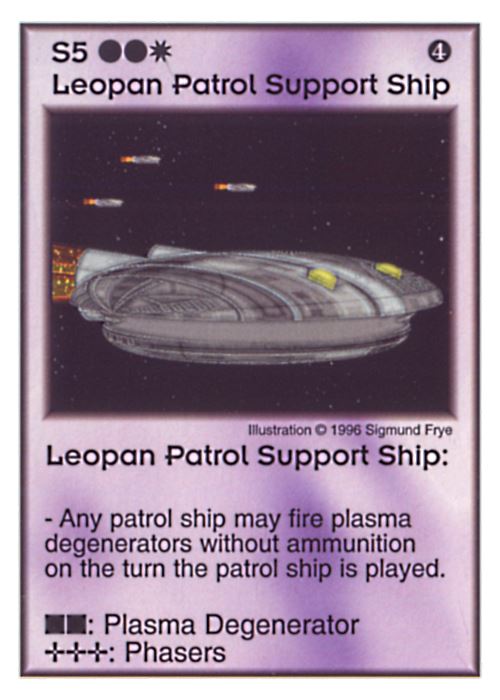 S5 ●●✷ ❹
Leopan Patrol Support Ship
Illustration © 1996 Sigmund Frye
Leopan Patrol Support Ship:
- Any patrol ship may fire plasma
degenerators without ammunition
on the turn the patrol ship is played.
■■: Plasma Degenerator
✢✢✢: Phasers